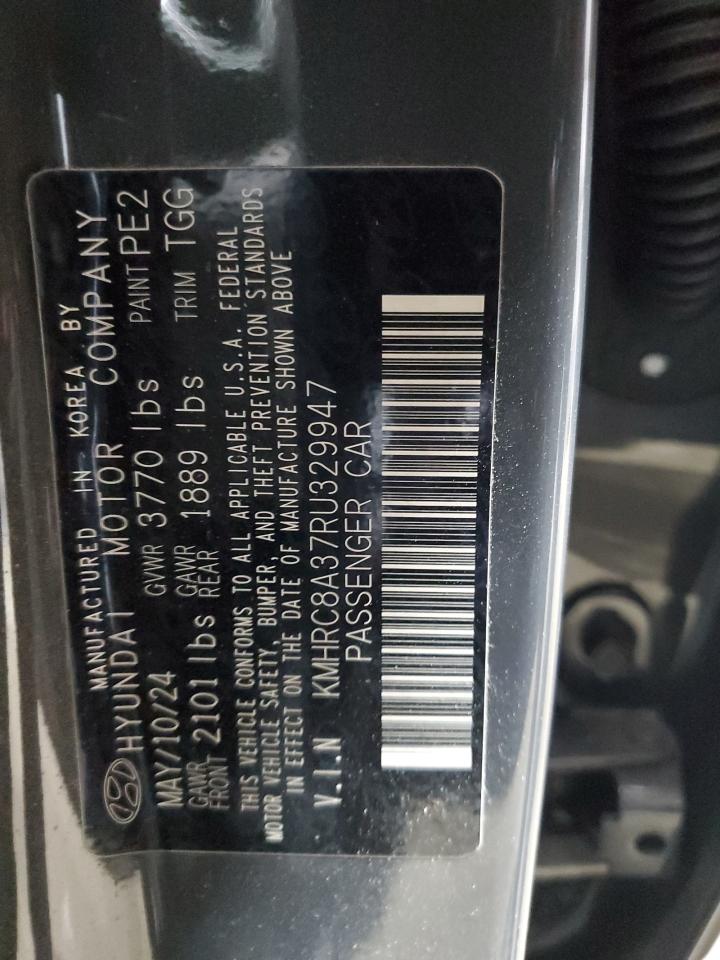 MANUFACTURED IN KOREA BY
HYUNDAI MOTOR COMPANY
MAY/10/24 GVWR 3770 lbs PAINT PE2
GAWR FRONT 2101 lbs GAWR REAR 1889 lbs TRIM TGG
THIS VEHICLE CONFORMS TO ALL APPLICABLE U.S.A. FEDERAL
MOTOR VEHICLE SAFETY, BUMPER, AND THEFT PREVENTION STANDARDS
IN EFFECT ON THE DATE OF MANUFACTURE SHOWN ABOVE
V.I.N KMHRC8A37RU329947
PASSENGER CAR